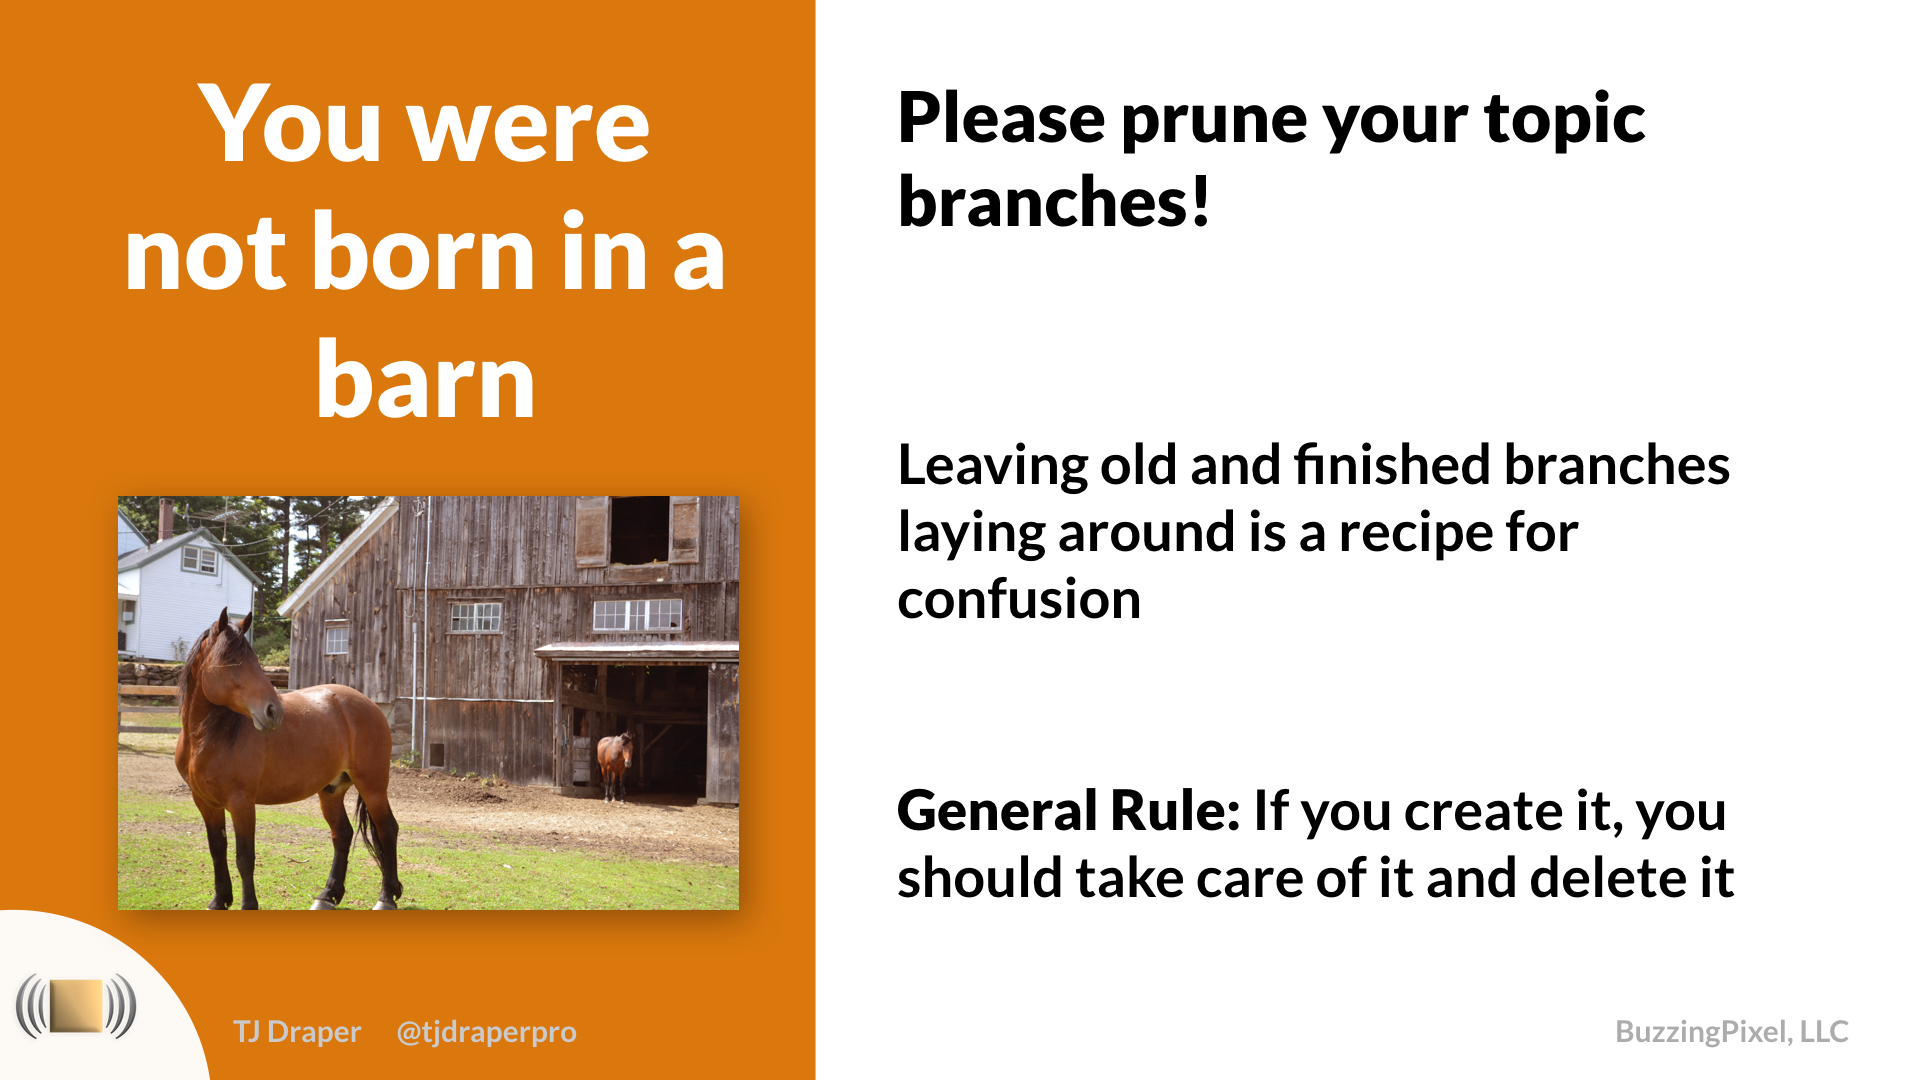 You were
not born in a
barn
Please prune your topic
branches!
Leaving old and finished branches
laying around is a recipe for
confusion
General Rule: If you create it, you
should take care of it and delete it
TJ Draper @tjdraperpro
BuzzingPixel, LLC